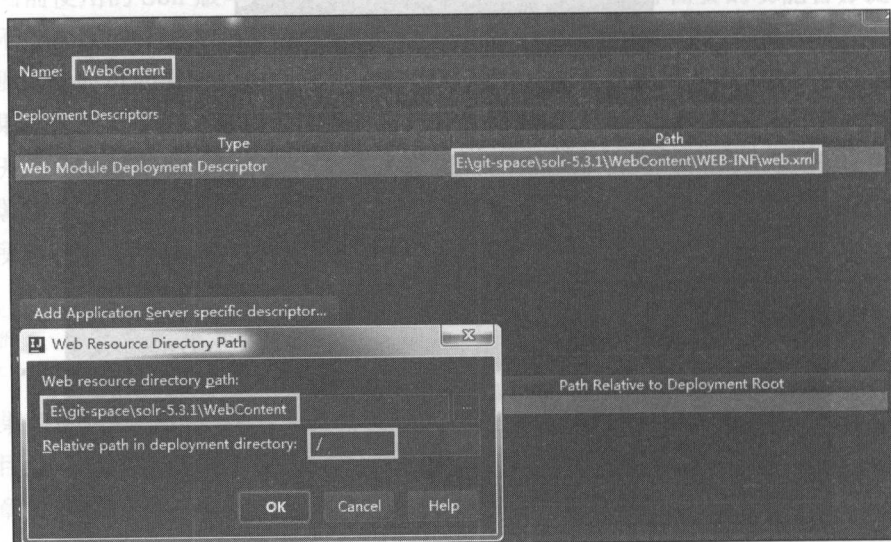 Name: WebContent
Deployment Descriptors
Type Path
Web Module Deployment Descriptor E:\git-space\solr-5.3.1\WebContent\WEB-INF\web.xml
Add Application Server specific descriptor...
Web Resource Directory Path
Web resource directory path:
E:\git-space\solr-5.3.1\WebContent ...
Path Relative to Deployment Root
Relative path in deployment directory: /
OK Cancel Help